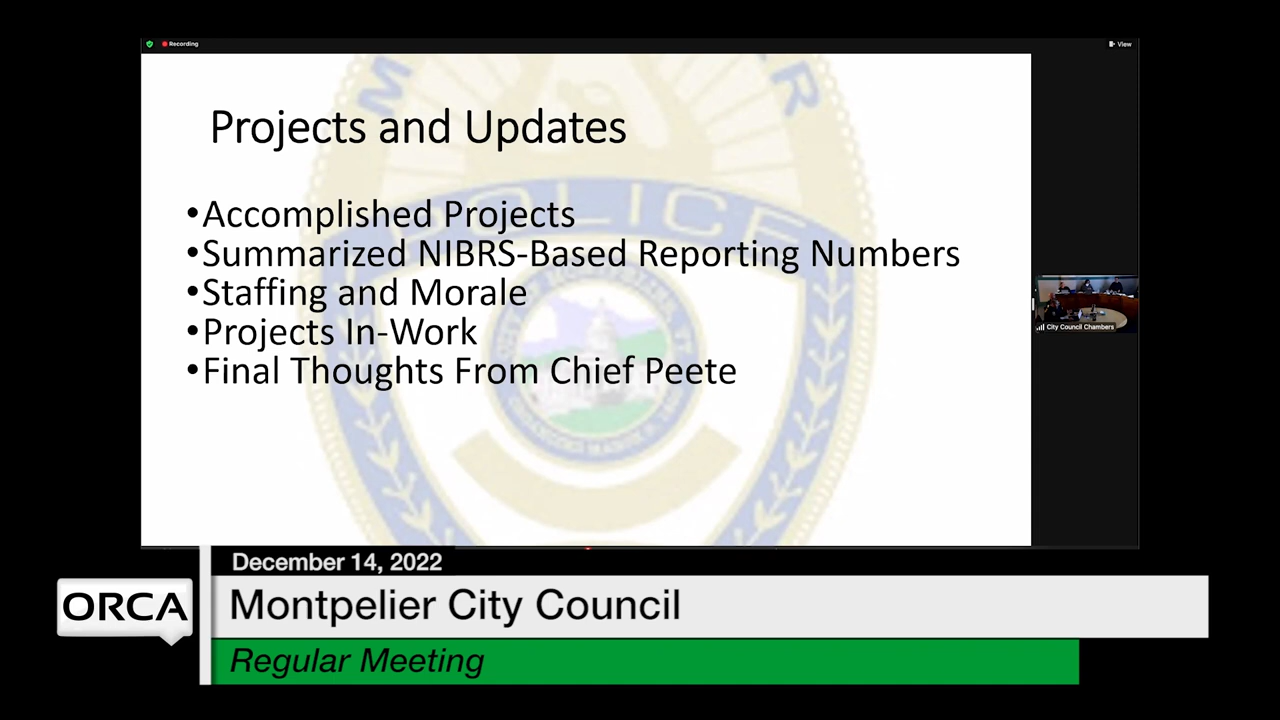 Recording
View
M
R
POLICE
Projects and Updates
•Accomplished Projects
•Summarized NIBRS-Based Reporting Numbers
•Staffing and Morale
•Projects In-Work
•Final Thoughts From Chief Peete
City Council Chambers
December 14, 2022
ORCA
Montpelier City Council
Regular Meeting